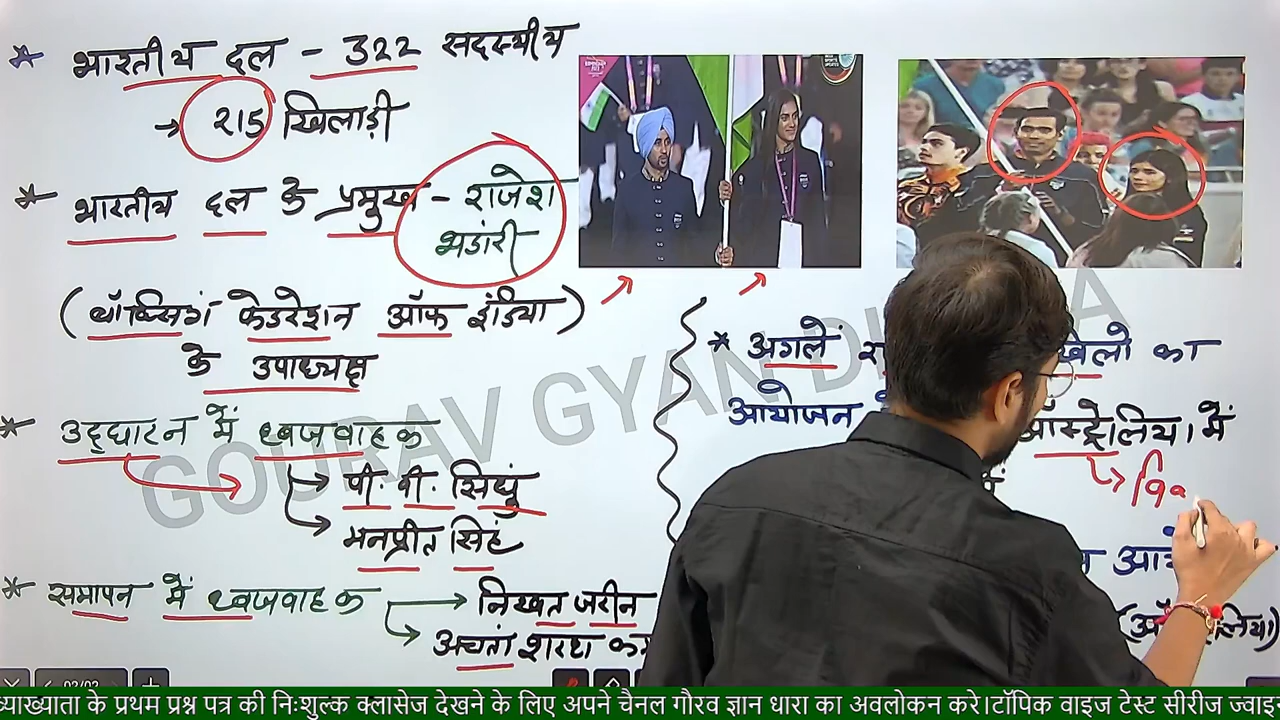 * भारतीय दल - 322 सदस्यीय
→ 215 खिलाड़ी
* भारतीय दल के प्रमुख - राजेश
भंडारी
(बॉक्सिंग फेडरेशन ऑफ इंडिया)
के उपाध्यक्ष
* उद्घाटन में ध्वजवाहक
→ पी. वी. सिंधु
→ मनप्रीत सिंह
* समापन में ध्वजवाहक → निखत जरीन
→ अचंता शरथ
* अगलें खेलों का
आयोजन ऑस्ट्रेलिया में
GOURAV GYAN
व्याख्याता के प्रथम प्रश्न पत्र की निःशुल्क क्लासेज देखने के लिए अपने चैनल गौरव ज्ञान धारा का अवलोकन करे।टॉपिक वाइज टेस्ट सीरीज ज्वाइ